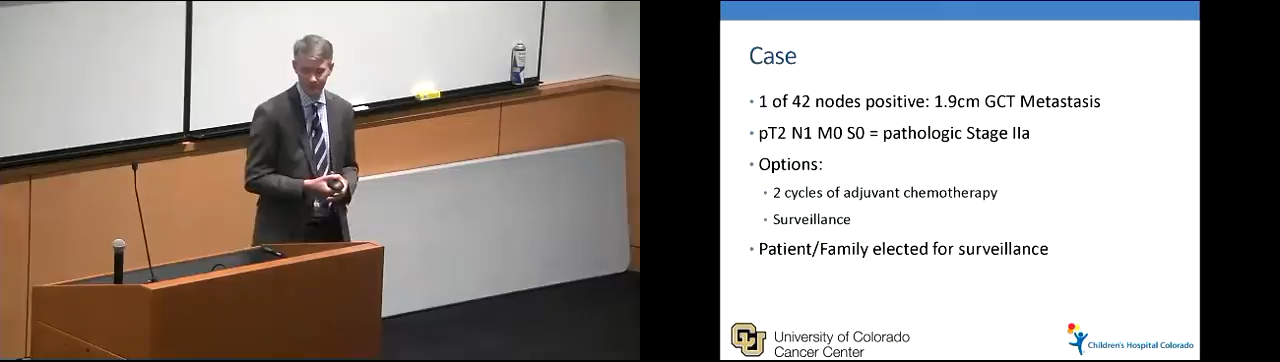 Case
• 1 of 42 nodes positive: 1.9cm GCT Metastasis
• pT2 N1 M0 S0 = pathologic Stage IIa
• Options:
• 2 cycles of adjuvant chemotherapy
• Surveillance
• Patient/Family elected for surveillance
CU
University of Colorado
Cancer Center
Children's Hospital Colorado